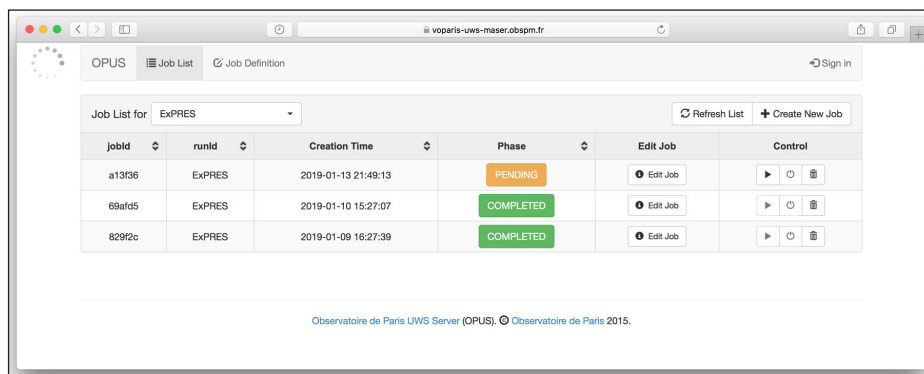 voparis-uws-maser.obspm.fr
OPUS Job List Job Definition Sign in
Job List for ExPRES Refresh List Create New Job
jobId runId Creation Time Phase Edit Job Control
a13f36 ExPRES 2019-01-13 21:49:13 PENDING Edit Job
69afd5 ExPRES 2019-01-10 15:27:07 COMPLETED Edit Job
829f2c ExPRES 2019-01-09 16:27:39 COMPLETED Edit Job
Observatoire de Paris UWS Server (OPUS). © Observatoire de Paris 2015.